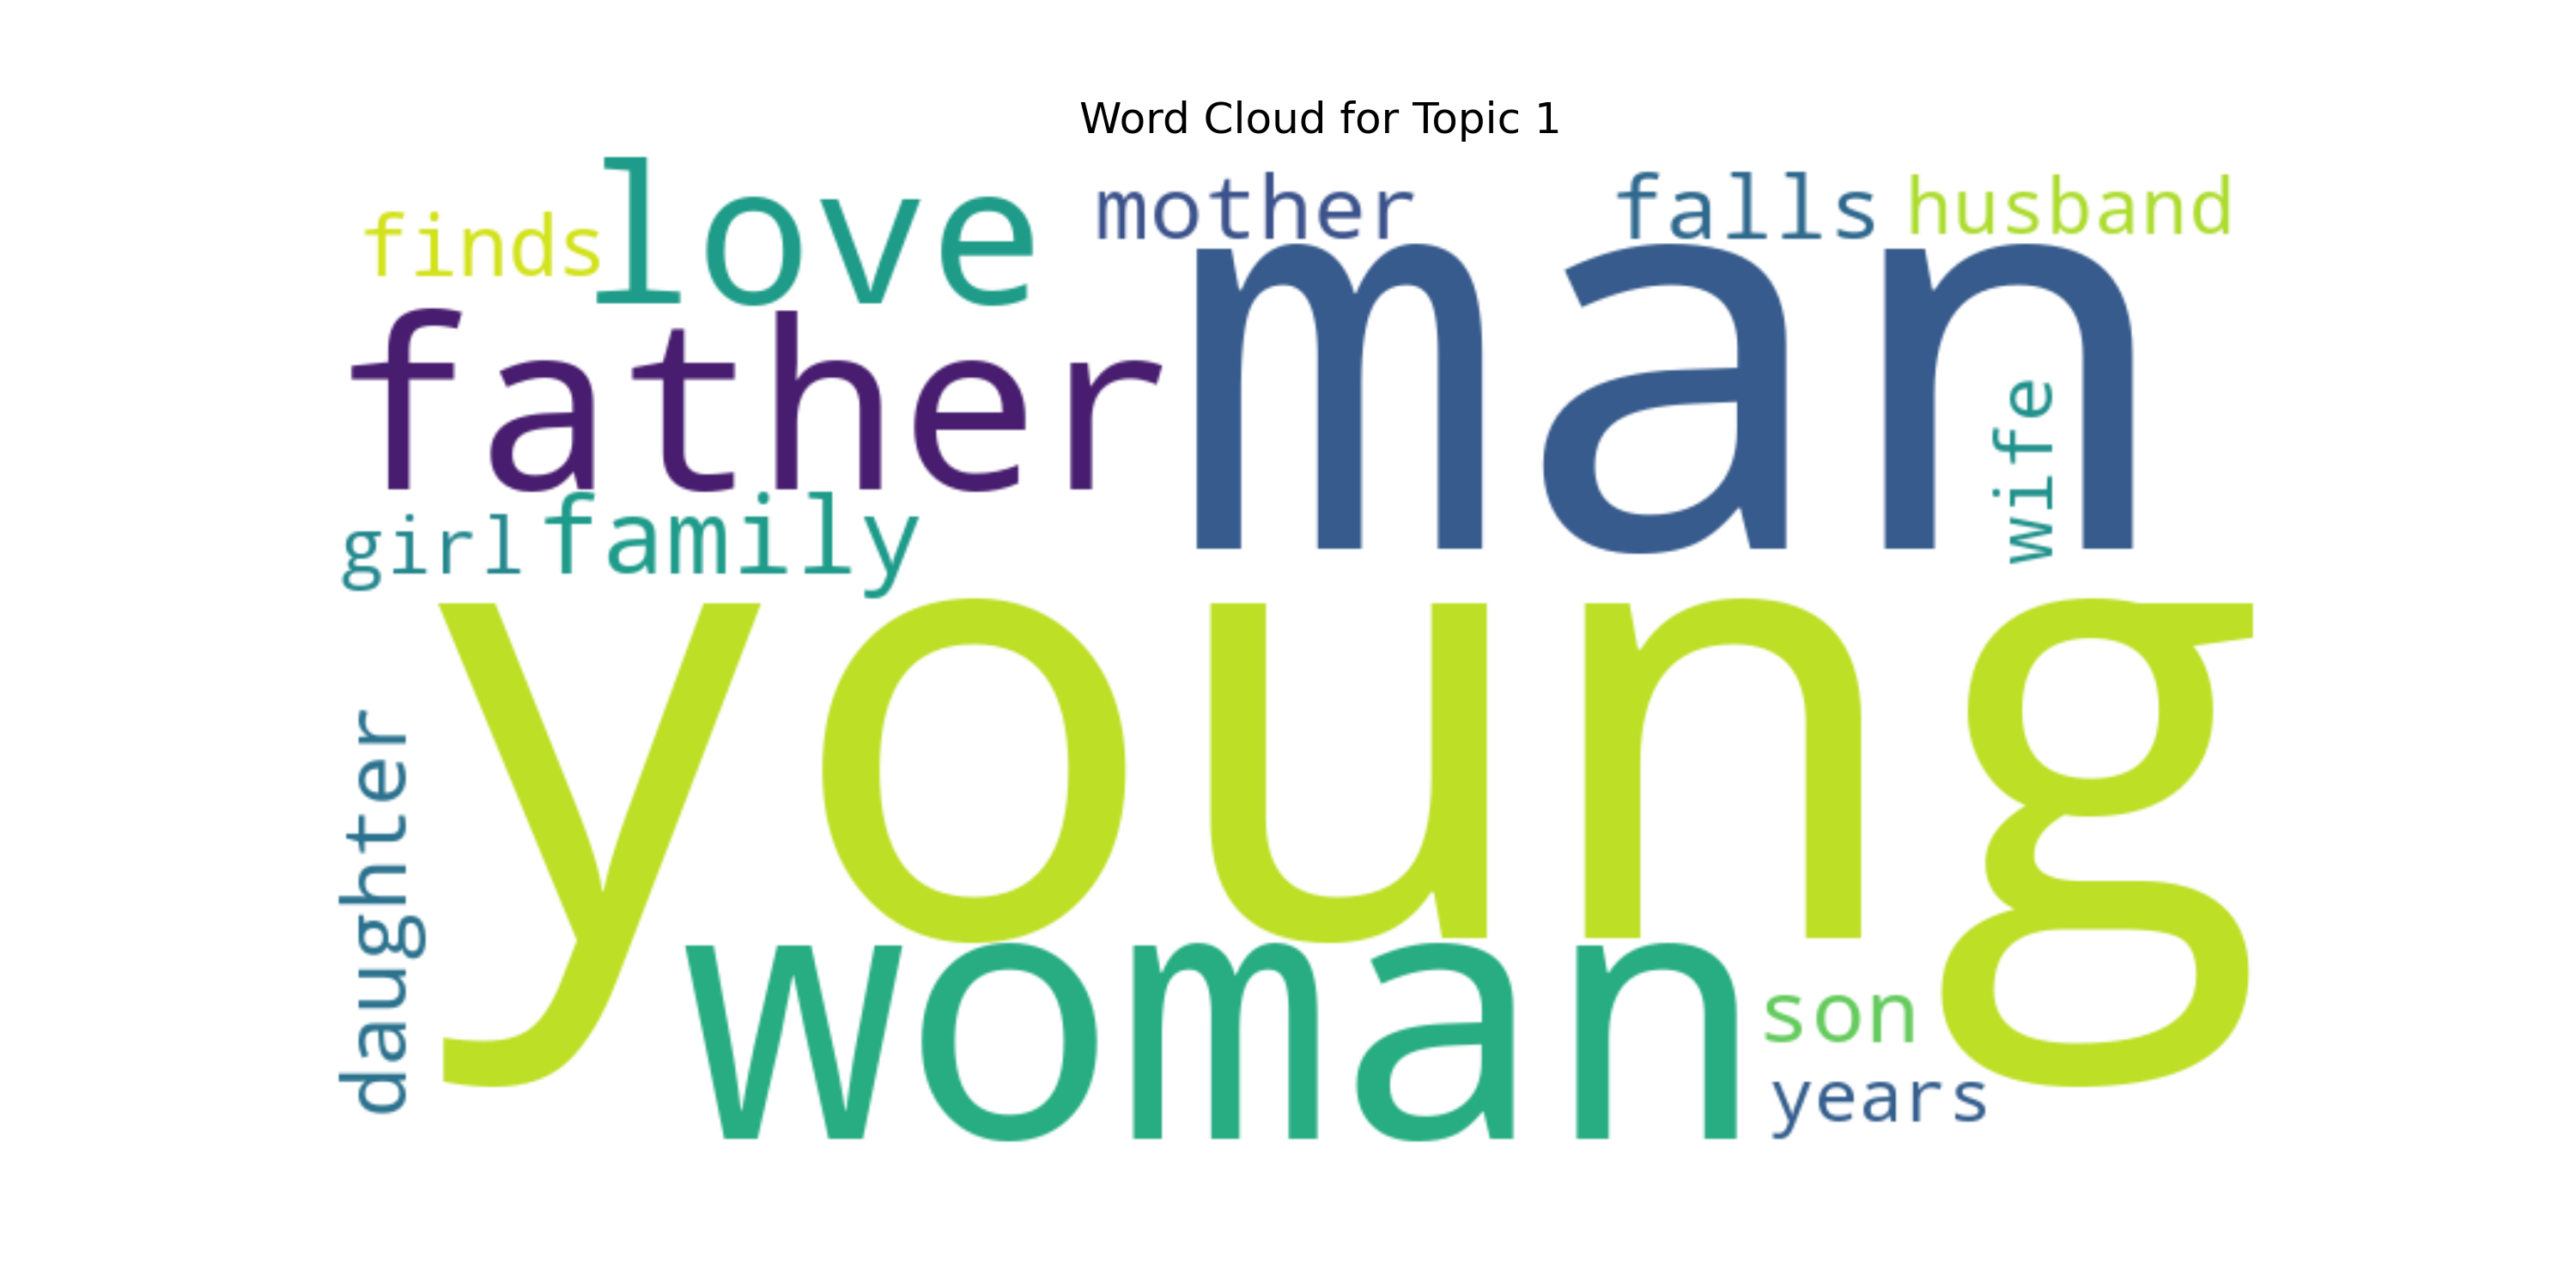 Word Cloud for Topic 1
finds
love
mother
falls
husband
father
man
wife
girl
family
young
daughter
woman
son
years